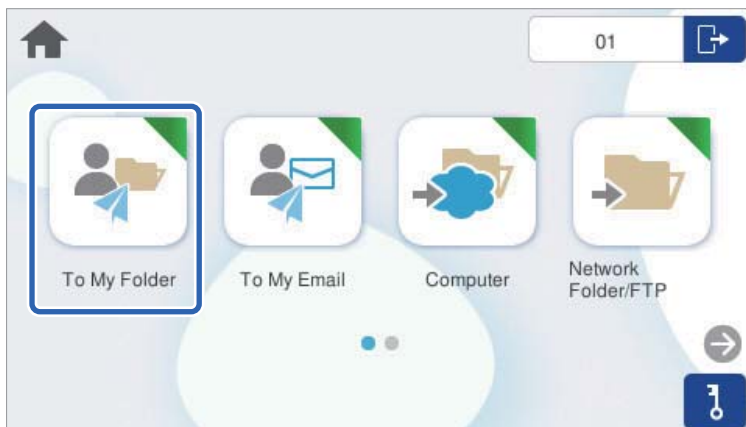 01
To My Folder
To My Email
Computer
Network
Folder/FTP